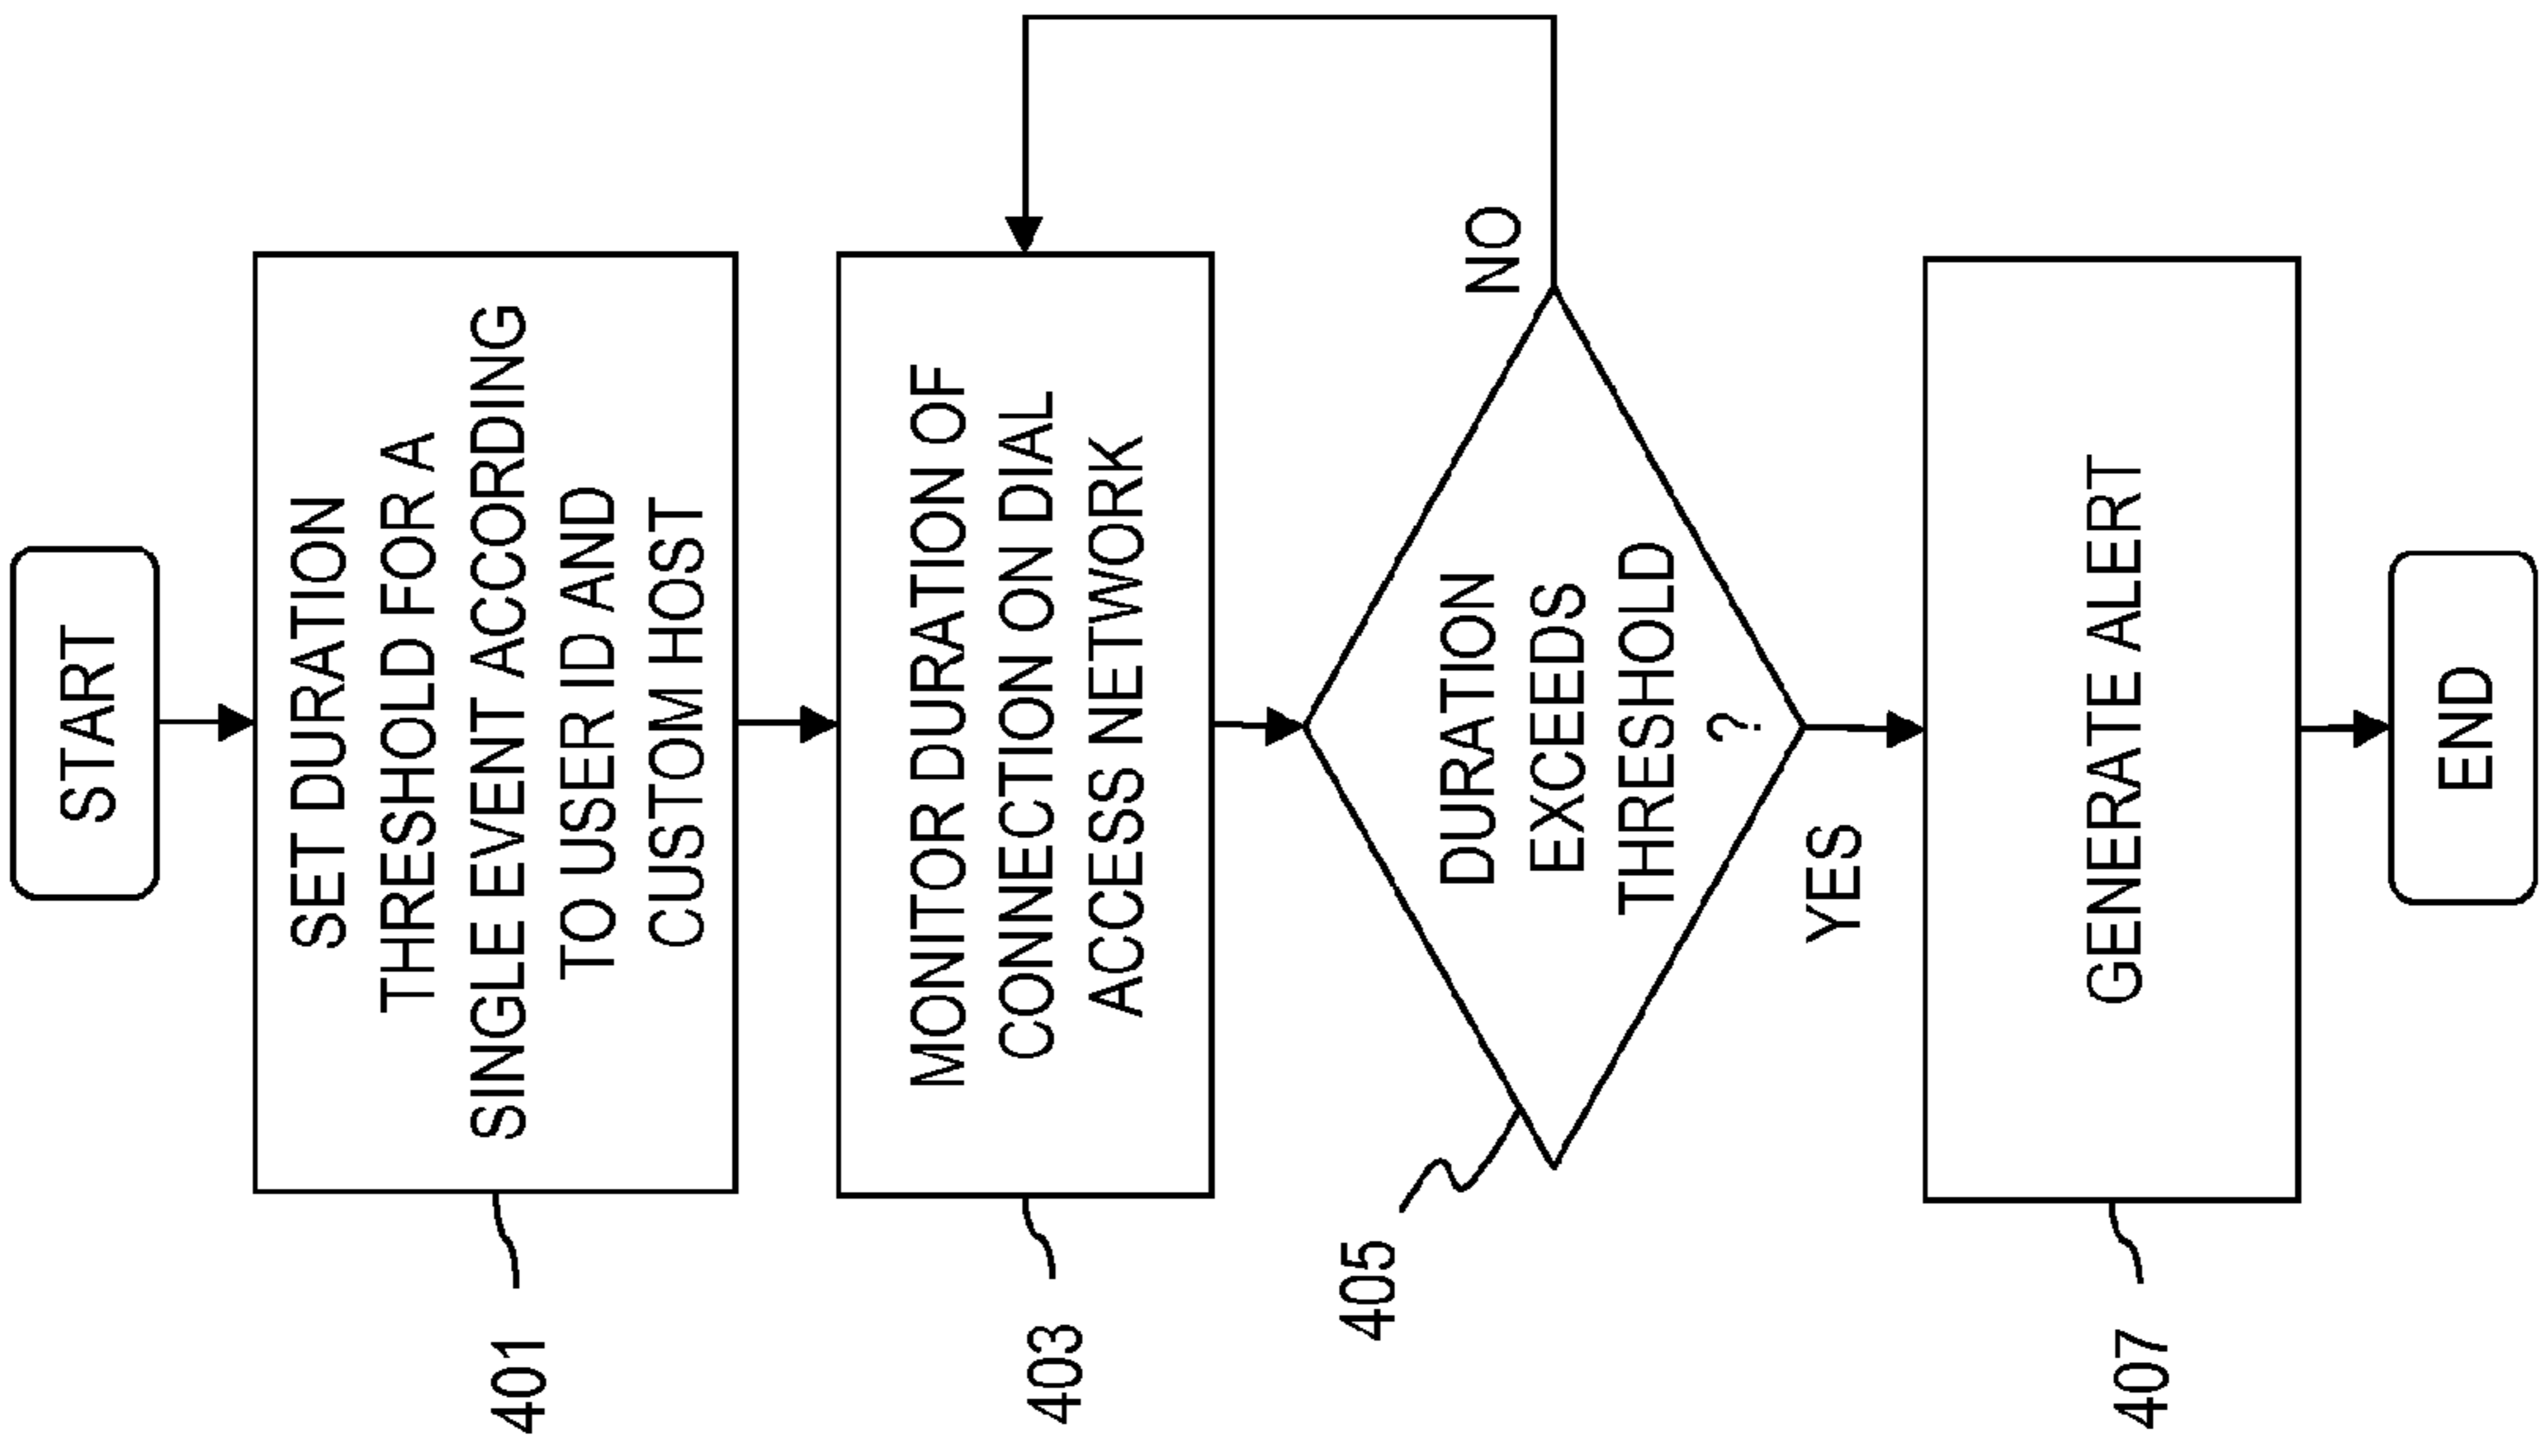 START
SET DURATION
THRESHOLD FOR A
SINGLE EVENT ACCORDING
TO USER ID AND
CUSTOM HOST
401
MONITOR DURATION OF
CONNECTION ON DIAL
ACCESS NETWORK
403
DURATION
EXCEEDS
THRESHOLD
?
405
NO
YES
GENERATE ALERT
407
END